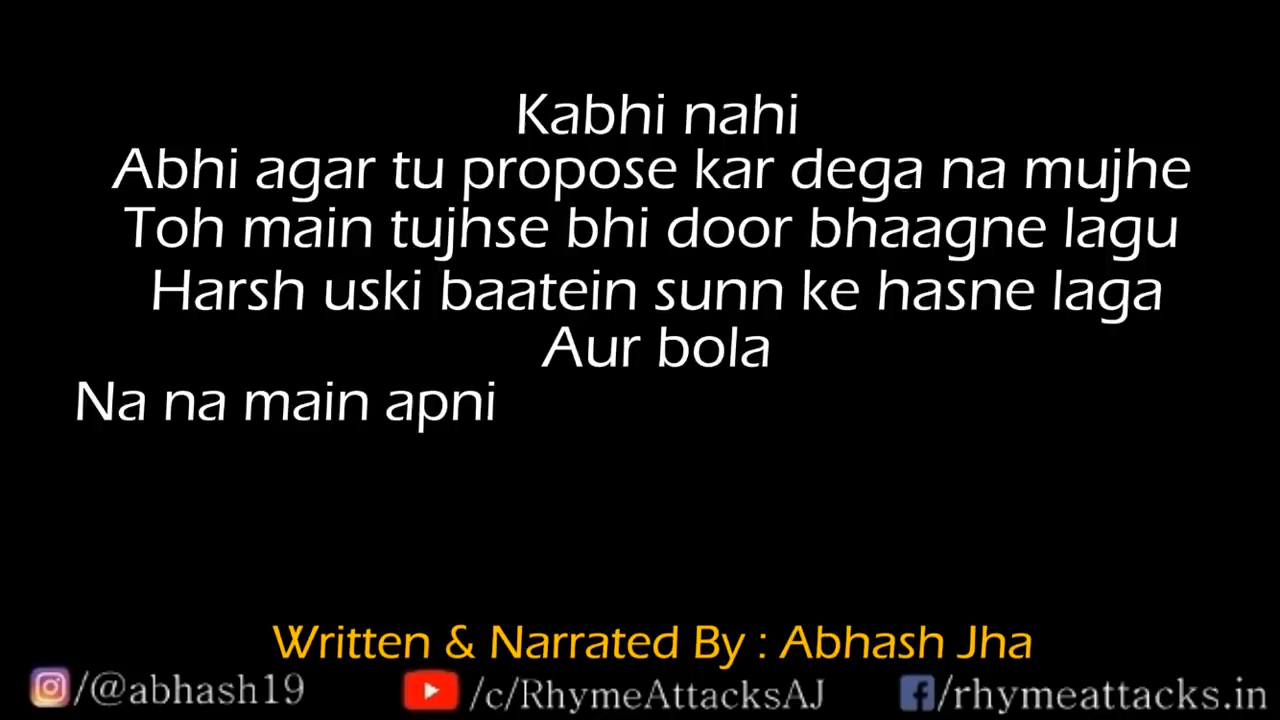 Kabhi nahi
Abhi agar tu propose kar dega na mujhe
Toh main tujhse bhi door bhaagne lagu
Harsh uski baatein sunn ke hasne laga
Aur bola
Na na main apni
Written & Narrated By : Abhash Jha
/@abhash19 /c/RhymeAttacksAJ /rhymeattacks.in